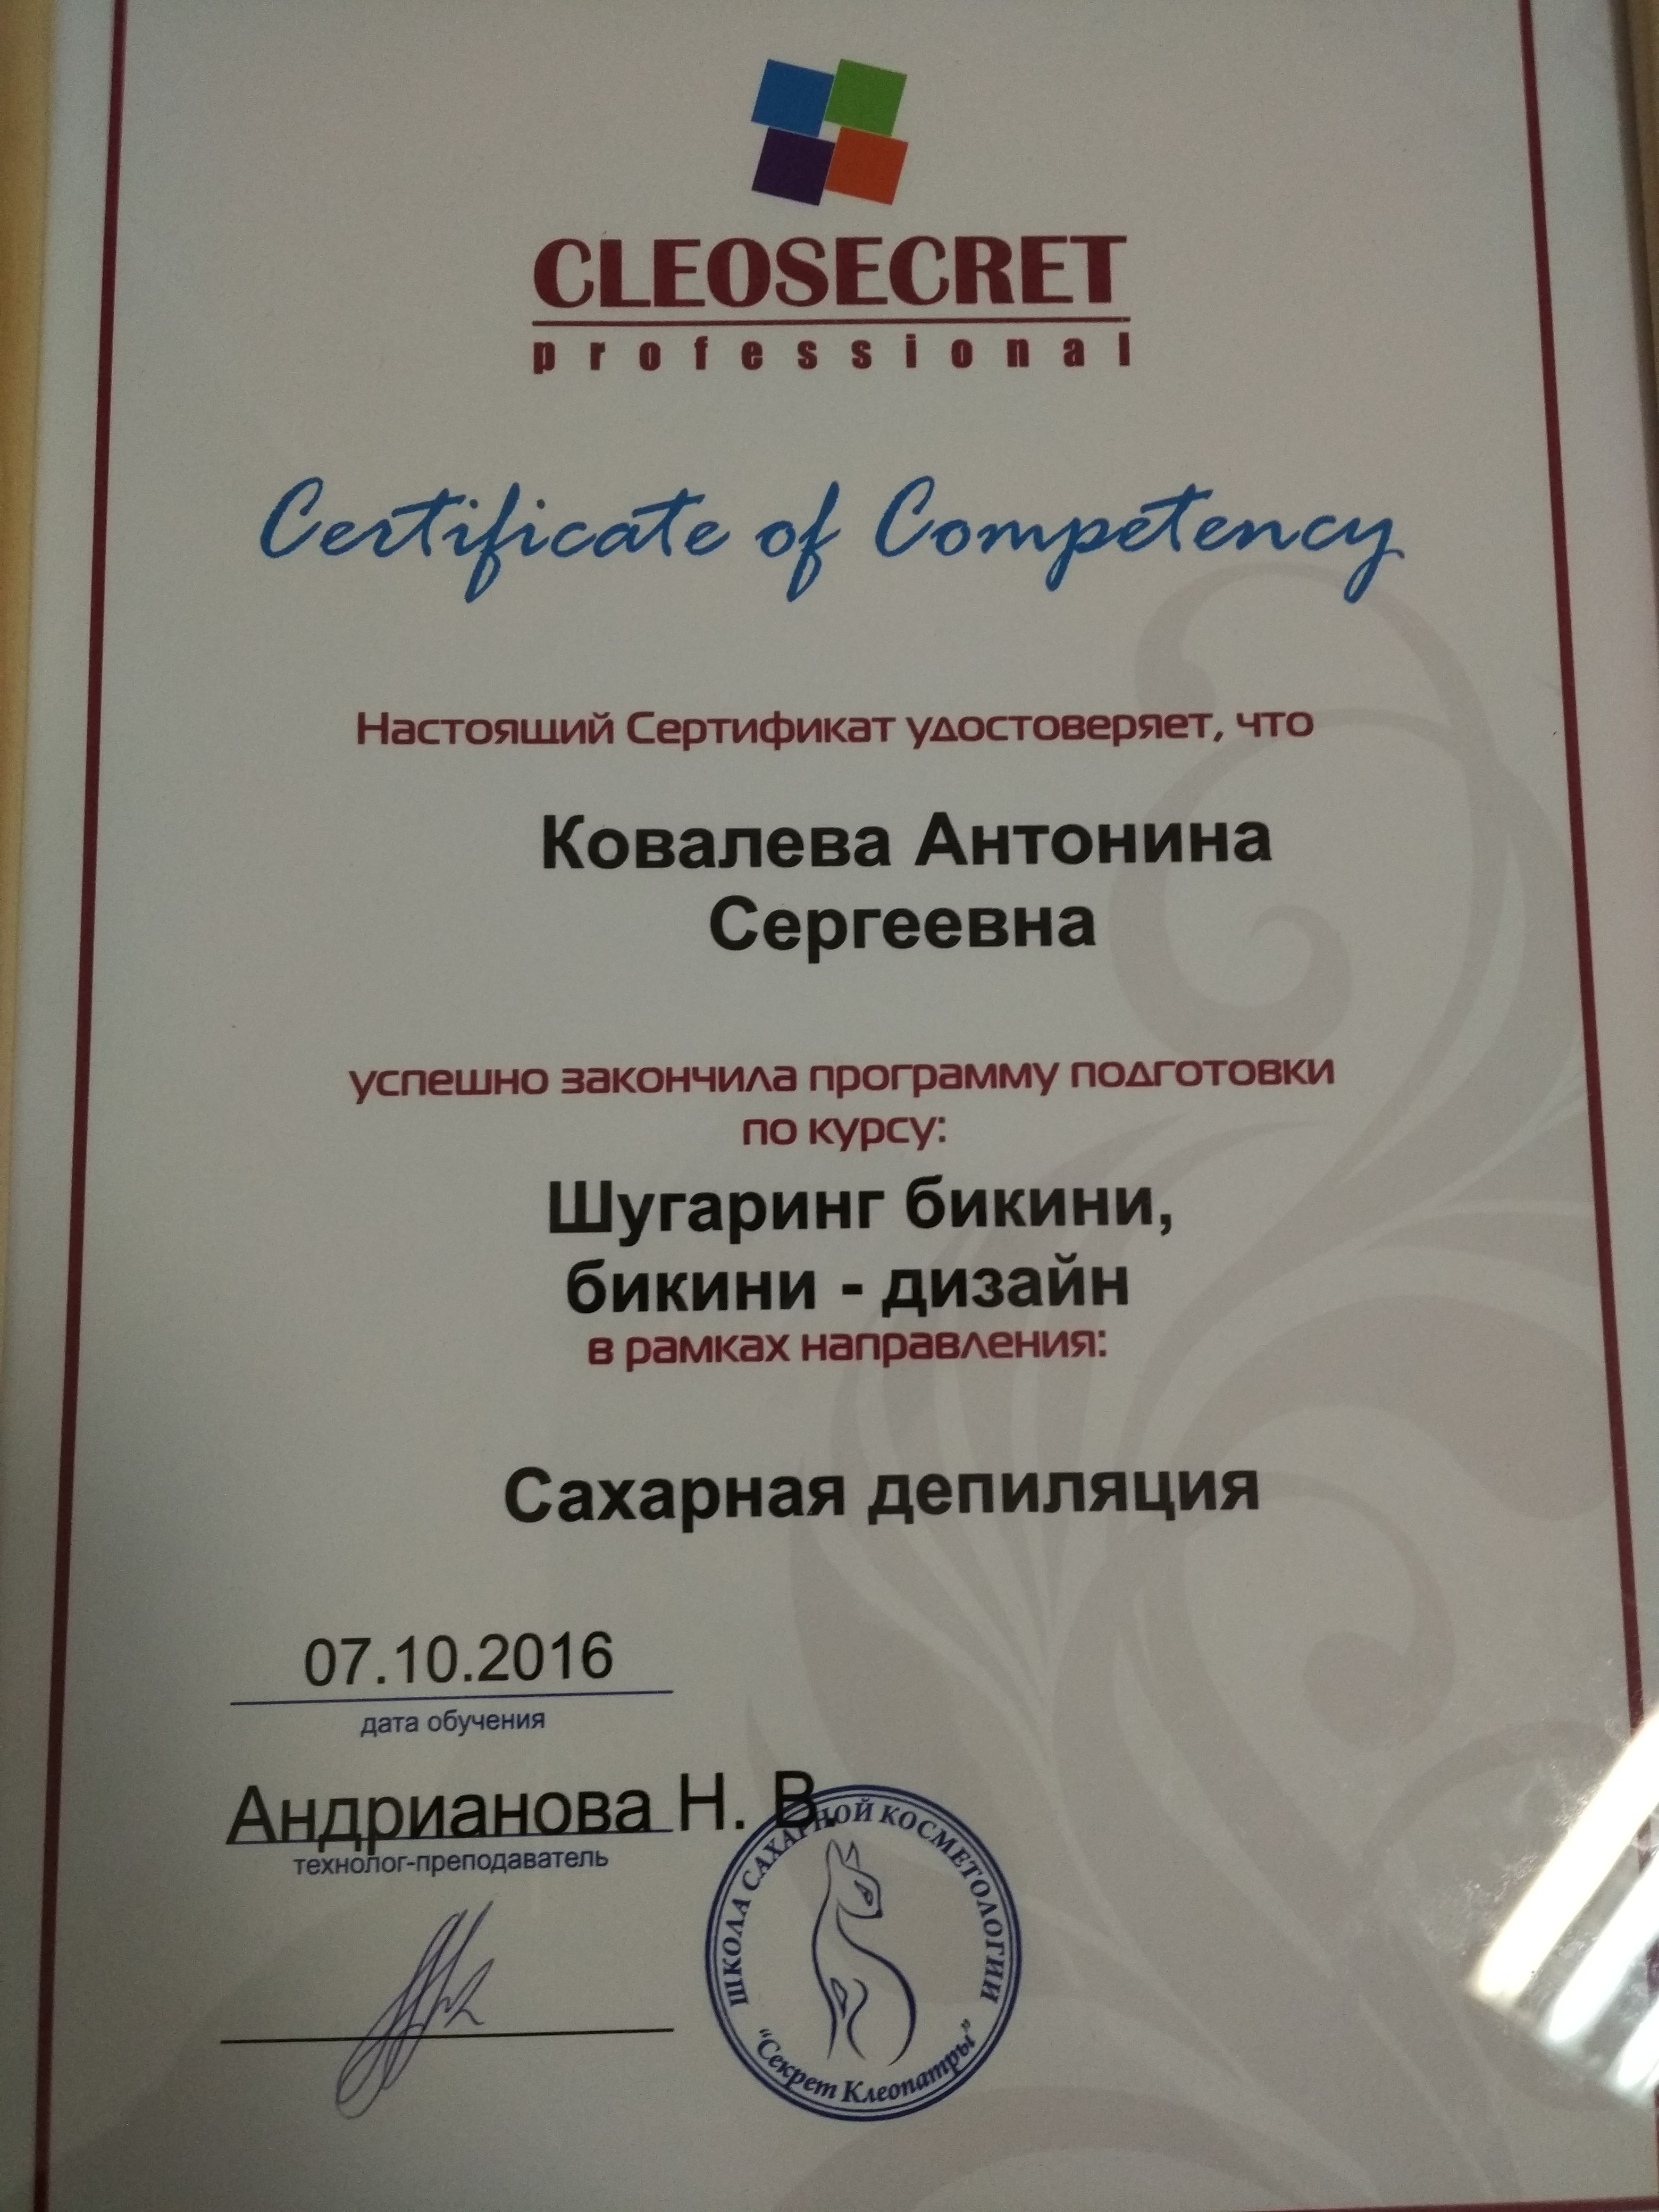 CLEOSECRET
professional
Certificate of Competency
Настоящий Сертификат удостоверяет, что
Ковалева Антонина
Сергеевна
успешно закончила программу подготовки
по курсу:
Шугаринг бикини,
бикини - дизайн
в рамках направления:
Сахарная депиляция
07.10.2016
дата обучения
Андрианова Н. В.
технолог-преподаватель
ШКОЛА САХАРНОЙ КОСМЕТОЛОГИИ
"Секрет Клеопатры"